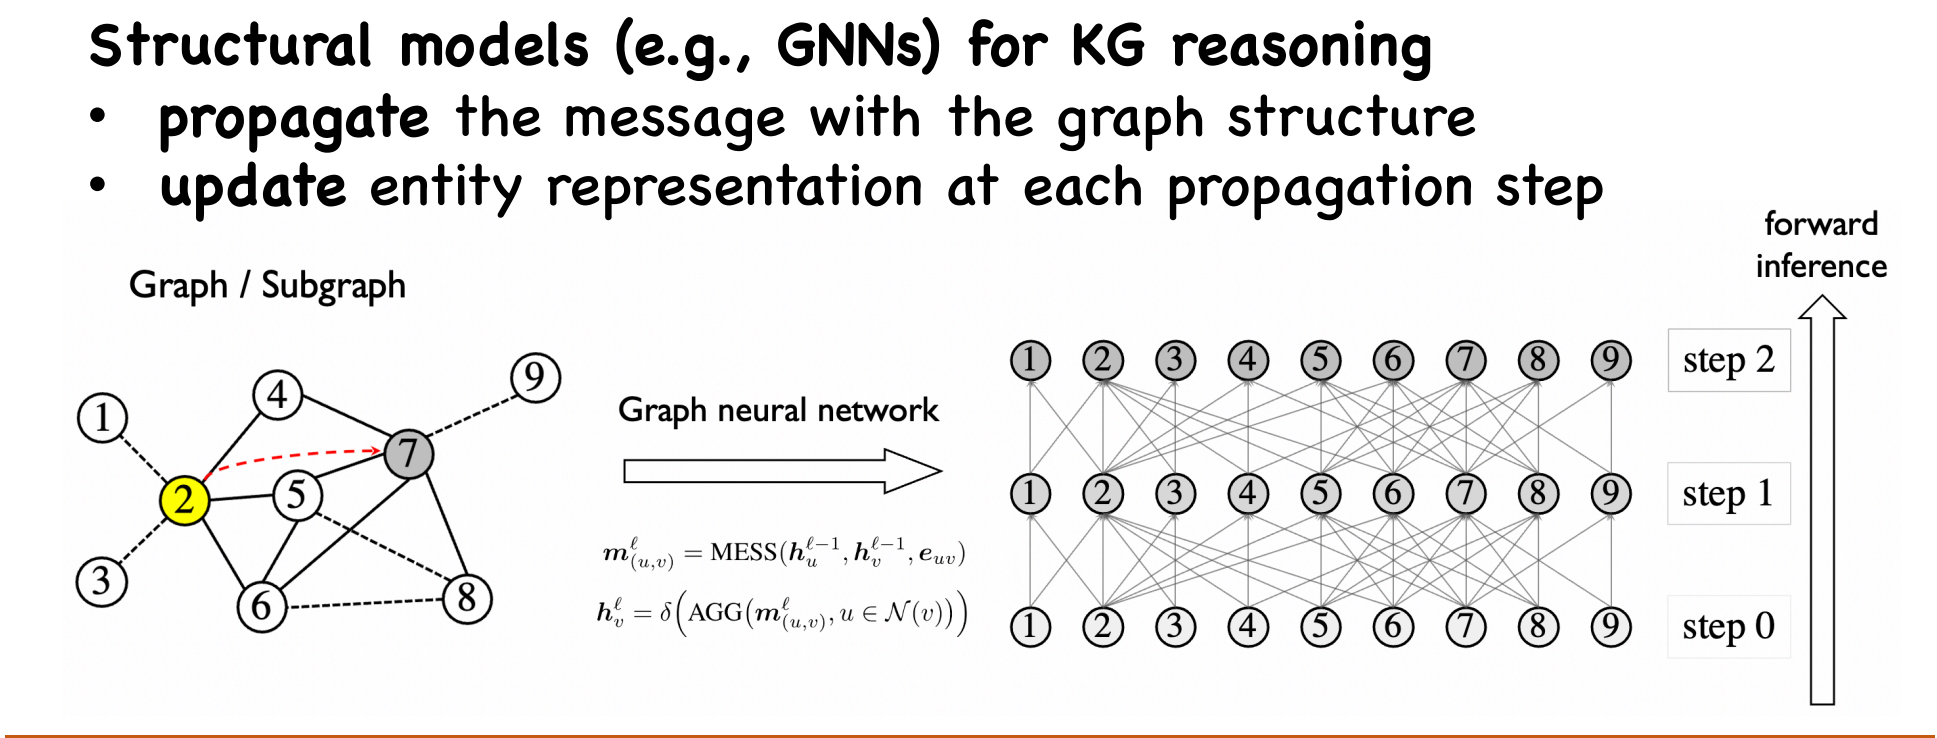 Structural models (e.g., GNNs) for KG reasoning
• propagate the message with the graph structure
• update entity representation at each propagation step
forward
inference
Graph / Subgraph
1
2
3
4
5
6
7
8
9
Graph neural network
m^ℓ_(u,v) = MESS(h_u^{ℓ−1}, h_v^{ℓ−1}, e_uv)
h_v^ℓ = δ(AGG(m^ℓ_(u,v), u ∈ N(v)))
1 2 3 4 5 6 7 8 9 step 2
1 2 3 4 5 6 7 8 9 step 1
1 2 3 4 5 6 7 8 9 step 0